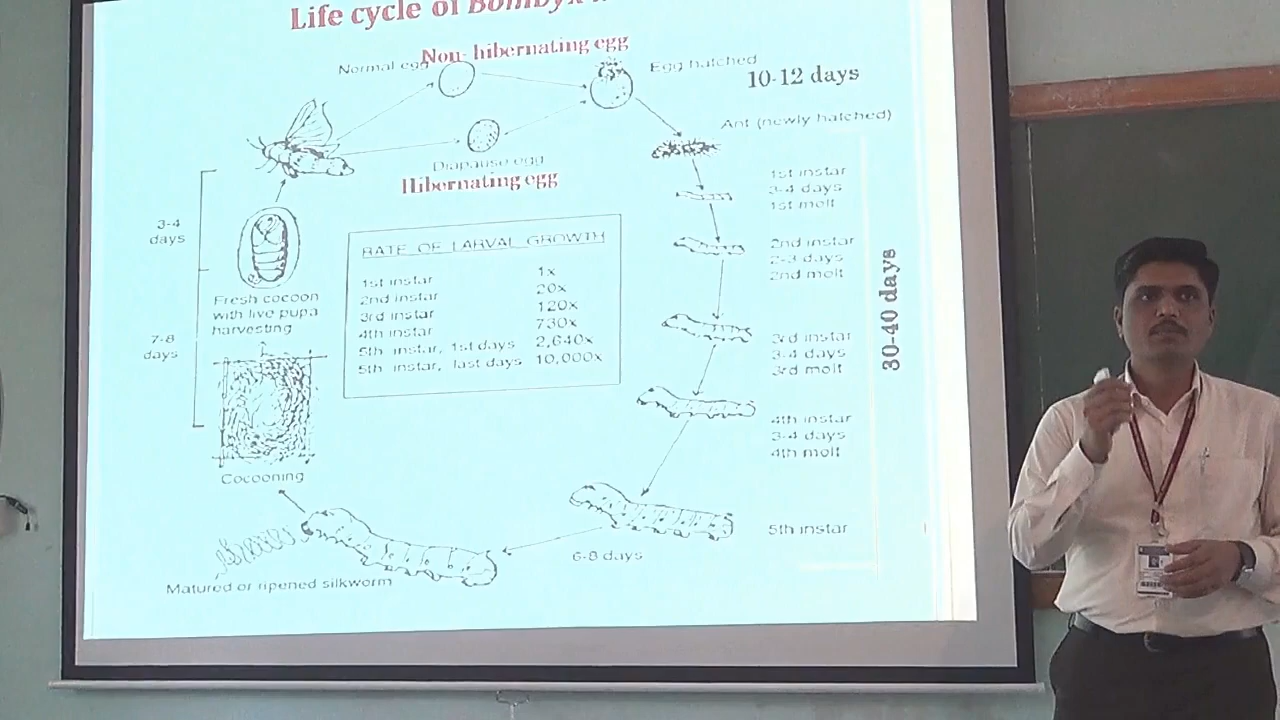 Life cycle of Bombyx
Non- hibernating egg
Normal egg
Egg hatched
10-12 days
Ant (newly hatched)
Diapause egg
Hibernating egg
1st instar
3-4 days
1st molt
2nd instar
2-3 days
2nd molt
3rd instar
3-4 days
3rd molt
4th instar
3-4 days
4th molt
30-40 days
5th instar
6-8 days
Matured or ripened silkworm
Cocooning
7-8
days
Fresh cocoon
with live pupa
harvesting
3-4
days
RATE OF LARVAL GROWTH
1st instar 1x
2nd instar 20x
3rd instar 120x
4th instar 730x
5th instar, 1st days 2,640x
5th instar, last days 10,000x